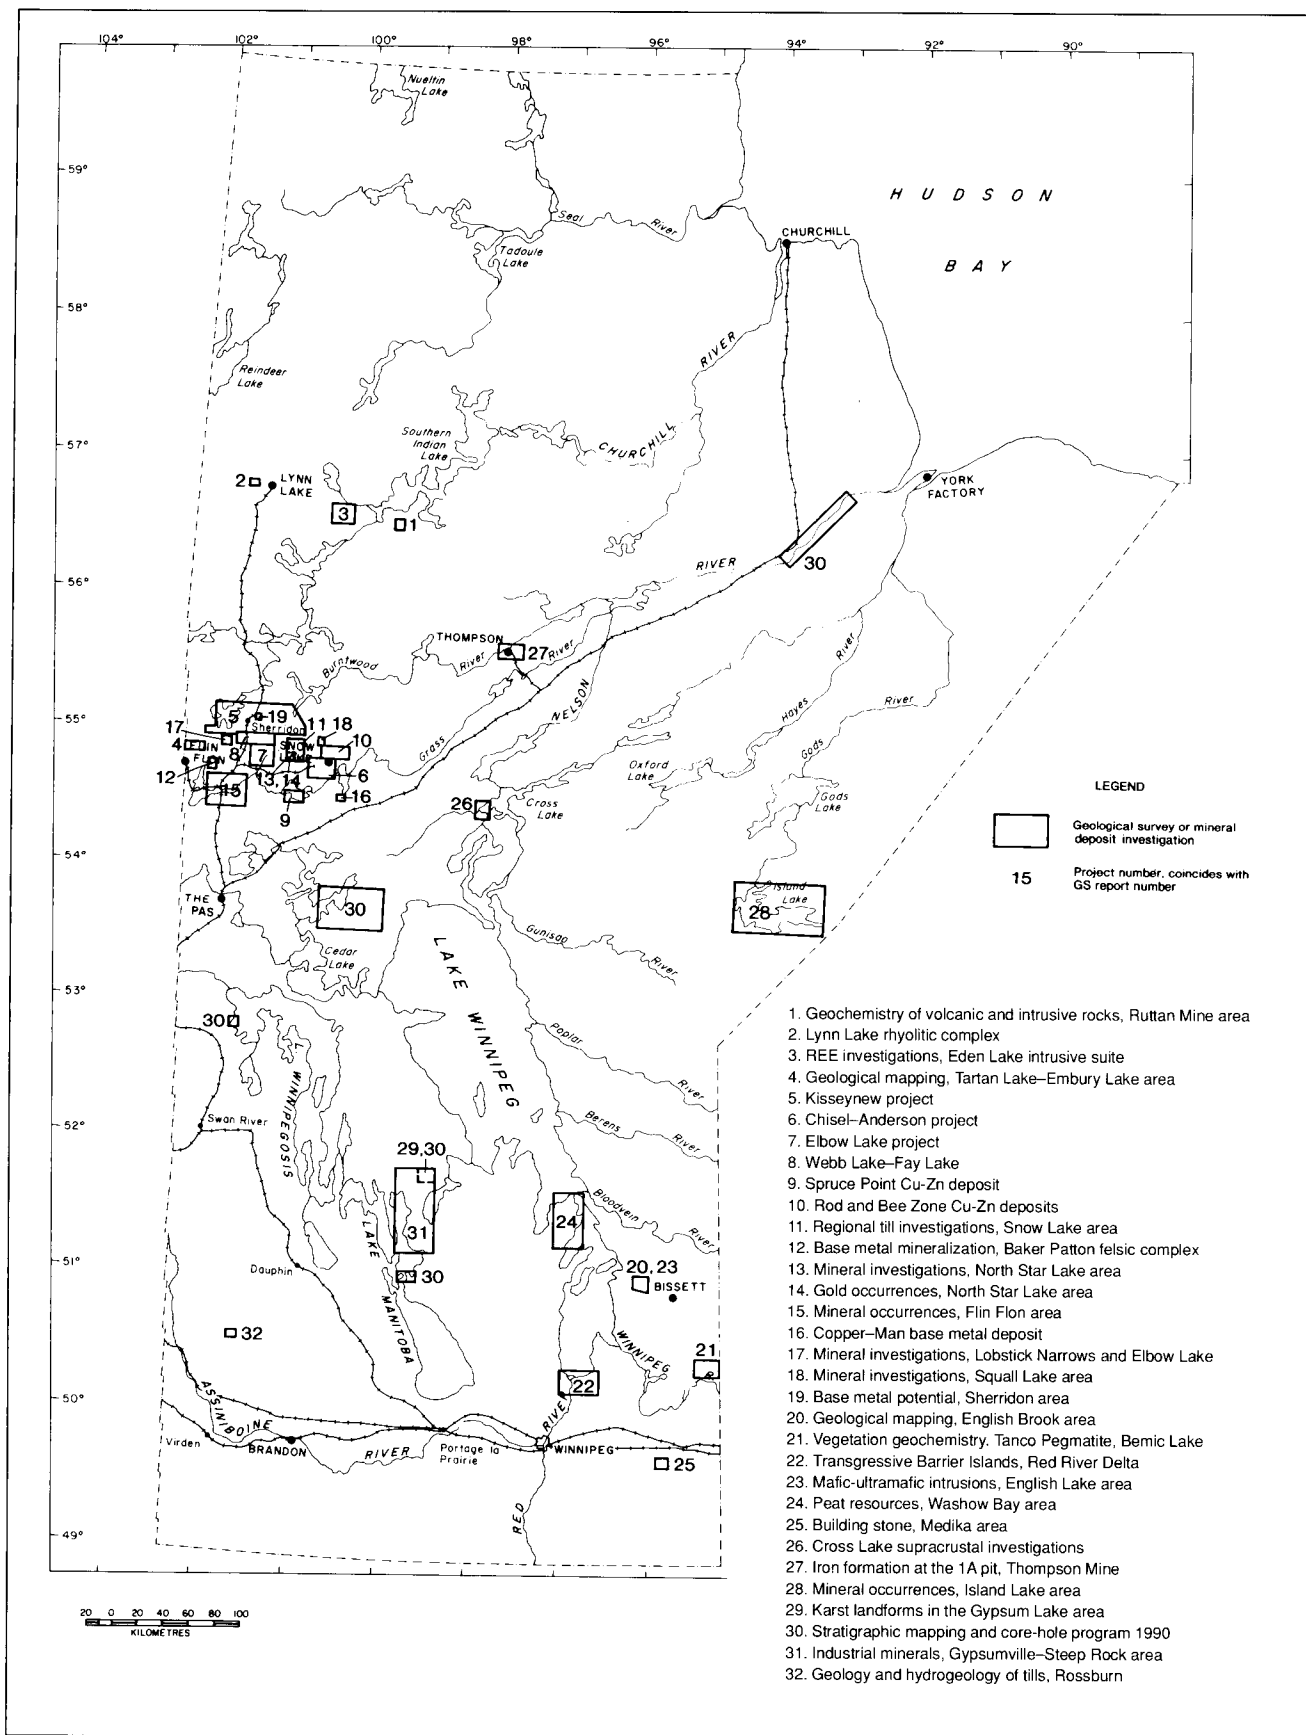 104° 102° 100° 98° 96° 94° 92° 90°
Nueltin
Lake
59°
HUDSON
BAY
Seal River
CHURCHILL
Tadoule
Lake
58°
Reindeer
Lake
RIVER
57°
Southern
Indian
Lake
CHURCHILL
2
LYNN
LAKE
3
1
YORK
FACTORY
56°
RIVER
30
THOMPSON
27
Burntwood
River
River
NELSON
Hayes
River
55°
5
19
Sherridon
11 18
17
4
FLIN
FLON
SNOW
LAKE
10
8
7
12
13, 14
6
15
16
9
Grass
Gods
River
Oxford
Lake
Gods
Lake
26
Cross
Lake
54°
THE
PAS
30
Island
Lake
28
Cedar
Lake
Gunisao
River
LAKE WINNIPEG
53°
30
Poplar
River
L. WINNIPEGOSIS
Swan River
52°
Berens
River
29,30
31
24
Bloodvein
River
LAKE MANITOBA
51°
Dauphin
30
20, 23
BISSETT
32
WINNIPEG
R.
21
22
50°
ASSINIBOINE
RIVER
Virden
BRANDON
Portage la
Prairie
WINNIPEG
RED
RIVER
25
49°
20 0 20 40 60 80 100
KILOMETRES
LEGEND
Geological survey or mineral
deposit investigation
15
Project number, coincides with
GS report number
1. Geochemistry of volcanic and intrusive rocks, Ruttan Mine area
2. Lynn Lake rhyolitic complex
3. REE investigations, Eden Lake intrusive suite
4. Geological mapping, Tartan Lake–Embury Lake area
5. Kisseynew project
6. Chisel–Anderson project
7. Elbow Lake project
8. Webb Lake–Fay Lake
9. Spruce Point Cu-Zn deposit
10. Rod and Bee Zone Cu-Zn deposits
11. Regional till investigations, Snow Lake area
12. Base metal mineralization, Baker Patton felsic complex
13. Mineral investigations, North Star Lake area
14. Gold occurrences, North Star Lake area
15. Mineral occurrences, Flin Flon area
16. Copper–Man base metal deposit
17. Mineral investigations, Lobstick Narrows and Elbow Lake
18. Mineral investigations, Squall Lake area
19. Base metal potential, Sherridon area
20. Geological mapping, English Brook area
21. Vegetation geochemistry. Tanco Pegmatite, Bernic Lake
22. Transgressive Barrier Islands, Red River Delta
23. Mafic-ultramafic intrusions, English Lake area
24. Peat resources, Washow Bay area
25. Building stone, Medika area
26. Cross Lake supracrustal investigations
27. Iron formation at the 1A pit, Thompson Mine
28. Mineral occurrences, Island Lake area
29. Karst landforms in the Gypsum Lake area
30. Stratigraphic mapping and core-hole program 1990
31. Industrial minerals, Gypsumville–Steep Rock area
32. Geology and hydrogeology of tills, Rossburn